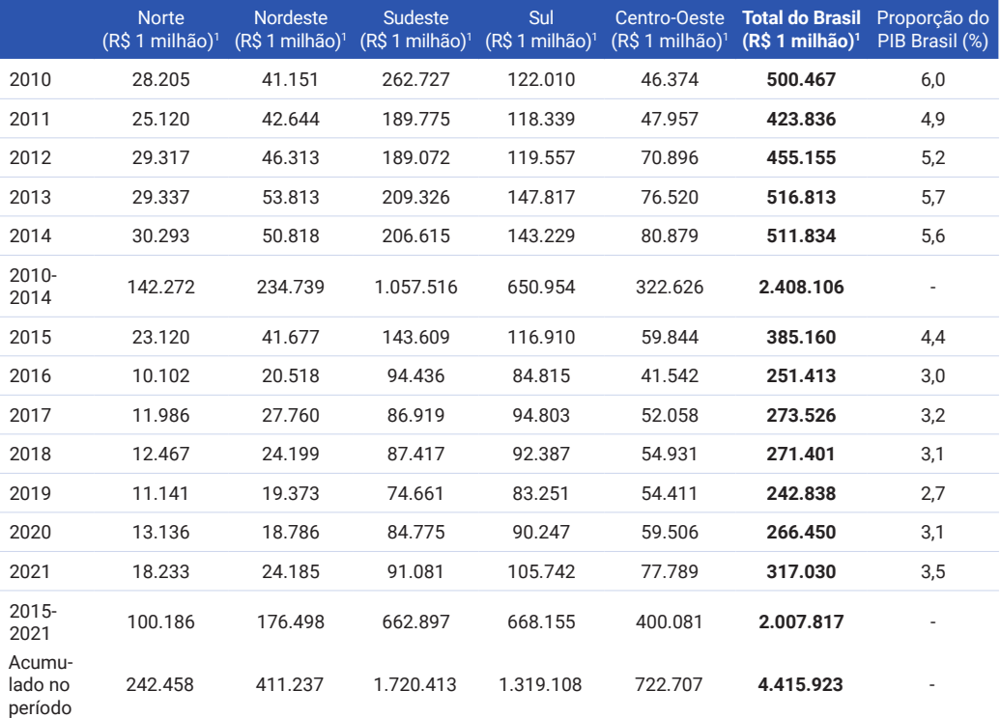 Norte Nordeste Sudeste Sul Centro-Oeste Total do Brasil Proporção do
(R$ 1 milhão)¹ (R$ 1 milhão)¹ (R$ 1 milhão)¹ (R$ 1 milhão)¹ (R$ 1 milhão)¹ (R$ 1 milhão)¹ PIB Brasil (%)
2010 28.205 41.151 262.727 122.010 46.374 500.467 6,0
2011 25.120 42.644 189.775 118.339 47.957 423.836 4,9
2012 29.317 46.313 189.072 119.557 70.896 455.155 5,2
2013 29.337 53.813 209.326 147.817 76.520 516.813 5,7
2014 30.293 50.818 206.615 143.229 80.879 511.834 5,6
2010-
2014 142.272 234.739 1.057.516 650.954 322.626 2.408.106 -
2015 23.120 41.677 143.609 116.910 59.844 385.160 4,4
2016 10.102 20.518 94.436 84.815 41.542 251.413 3,0
2017 11.986 27.760 86.919 94.803 52.058 273.526 3,2
2018 12.467 24.199 87.417 92.387 54.931 271.401 3,1
2019 11.141 19.373 74.661 83.251 54.411 242.838 2,7
2020 13.136 18.786 84.775 90.247 59.506 266.450 3,1
2021 18.233 24.185 91.081 105.742 77.789 317.030 3,5
2015-
2021 100.186 176.498 662.897 668.155 400.081 2.007.817 -
Acumu-
lado no 242.458 411.237 1.720.413 1.319.108 722.707 4.415.923 -
período